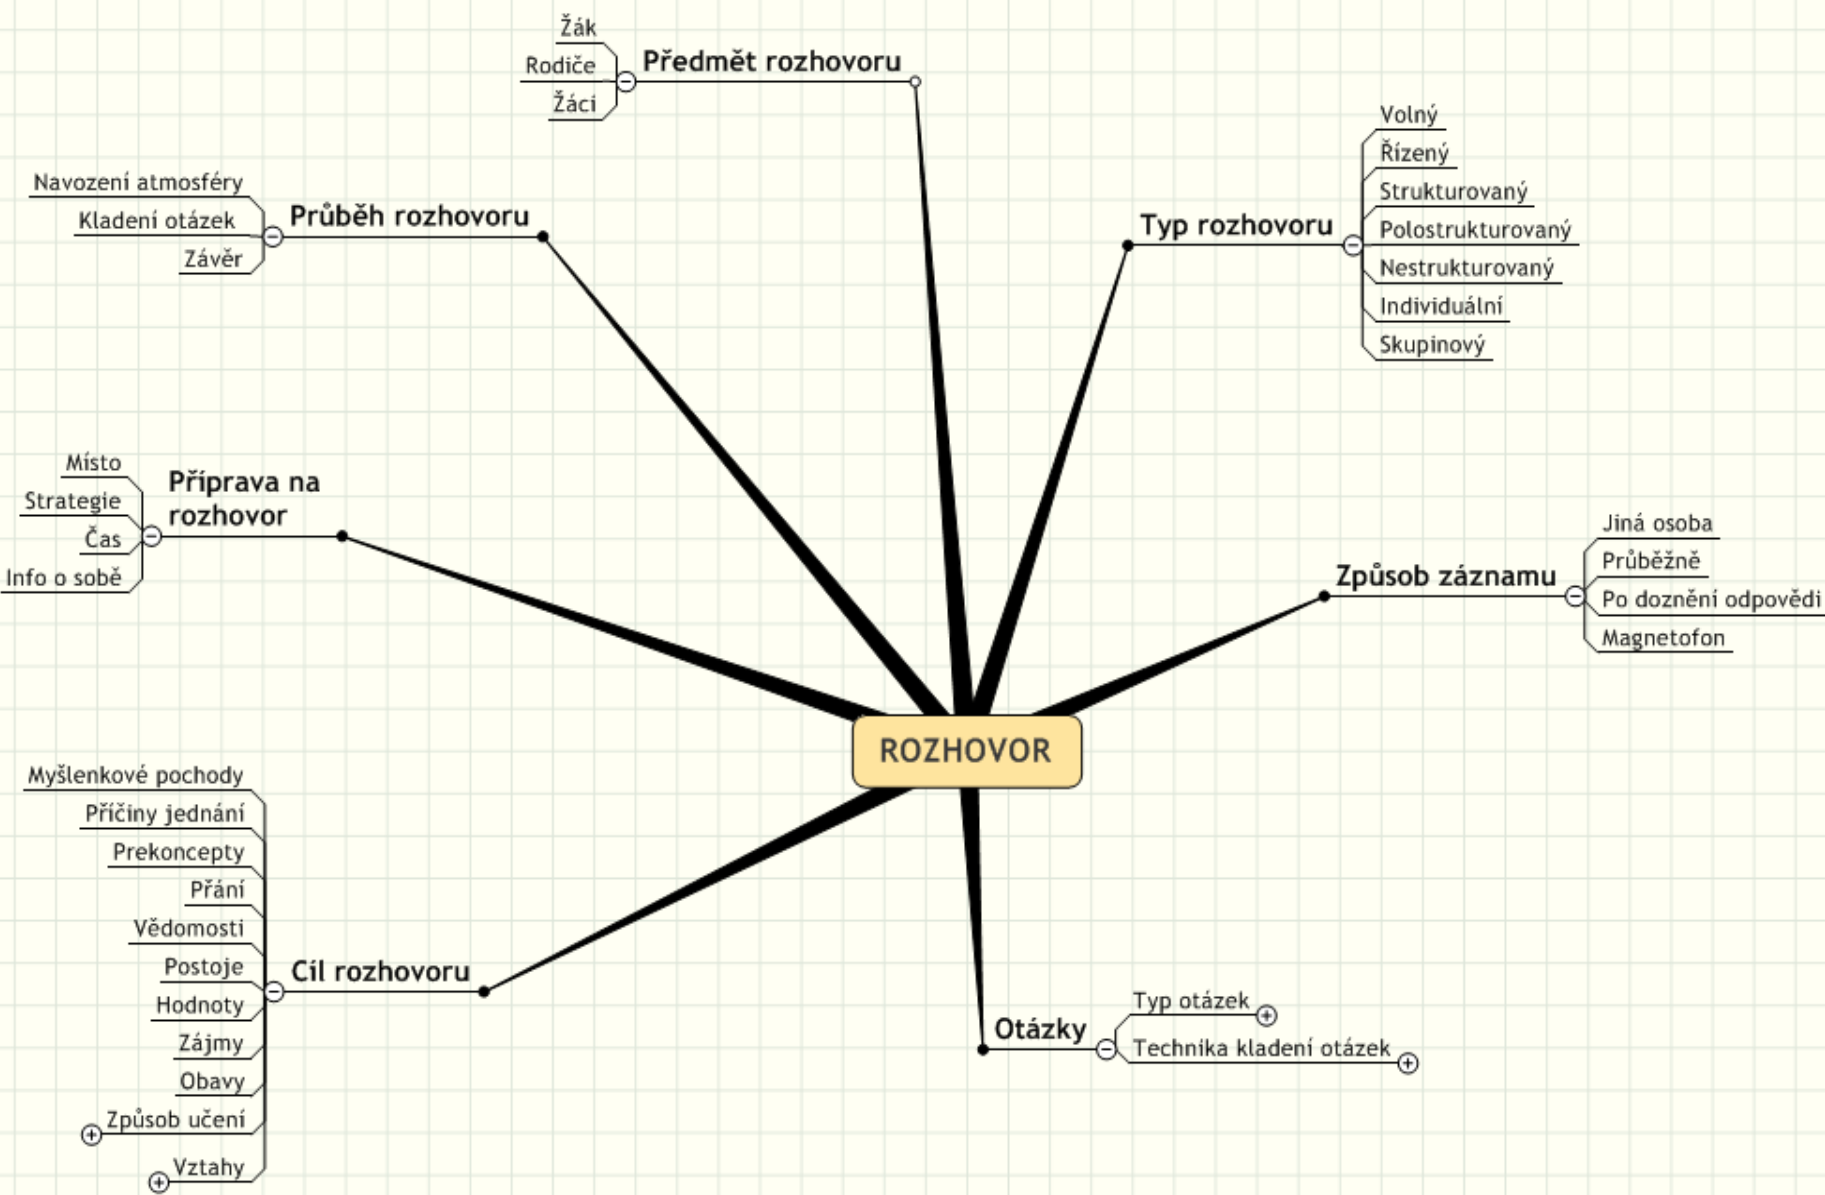 Žák
Rodiče
Žáci
Předmět rozhovoru
Navození atmosféry
Kladení otázek
Závěr
Průběh rozhovoru
Typ rozhovoru
Volný
Řízený
Strukturovaný
Polostrukturovaný
Nestrukturovaný
Individuální
Skupinový
Místo
Strategie
Čas
Info o sobě
Příprava na
rozhovor
Způsob záznamu
Jiná osoba
Průběžně
Po doznění odpovědi
Magnetofon
ROZHOVOR
Myšlenkové pochody
Příčiny jednání
Prekoncepty
Přání
Vědomosti
Postoje
Hodnoty
Zájmy
Obavy
Způsob učení
Vztahy
Cíl rozhovoru
Otázky
Typ otázek
Technika kladení otázek